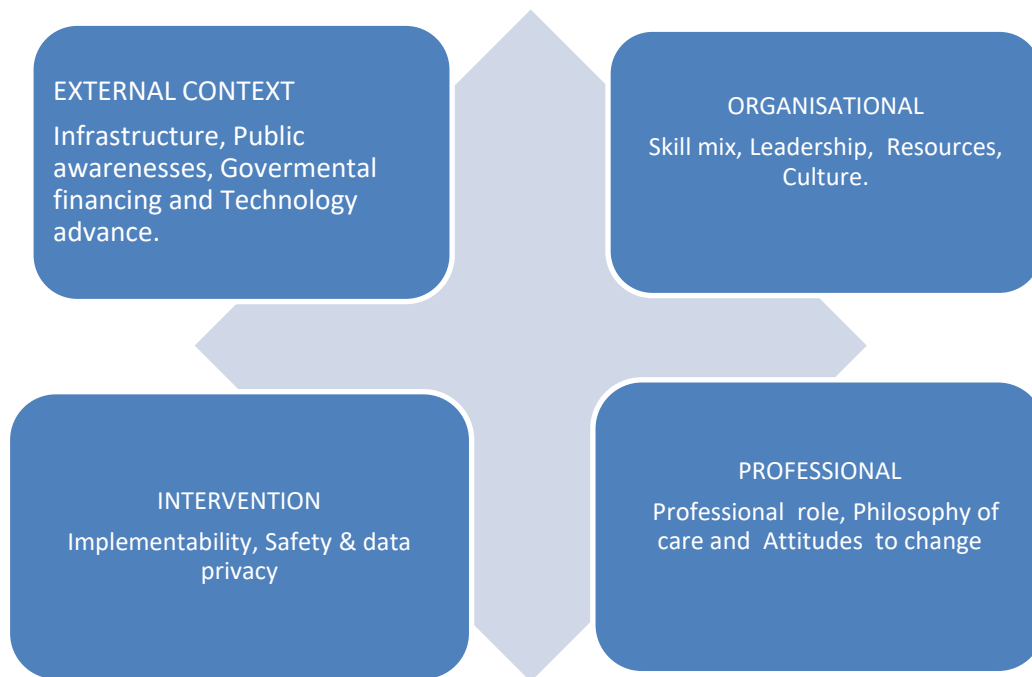 EXTERNAL CONTEXT
Infrastructure, Public
awarenesses, Govermental
financing and Technology
advance.
ORGANISATIONAL
Skill mix, Leadership, Resources,
Culture.
INTERVENTION
Implementability, Safety & data
privacy
PROFESSIONAL
Professional role, Philosophy of
care and Attitudes to change